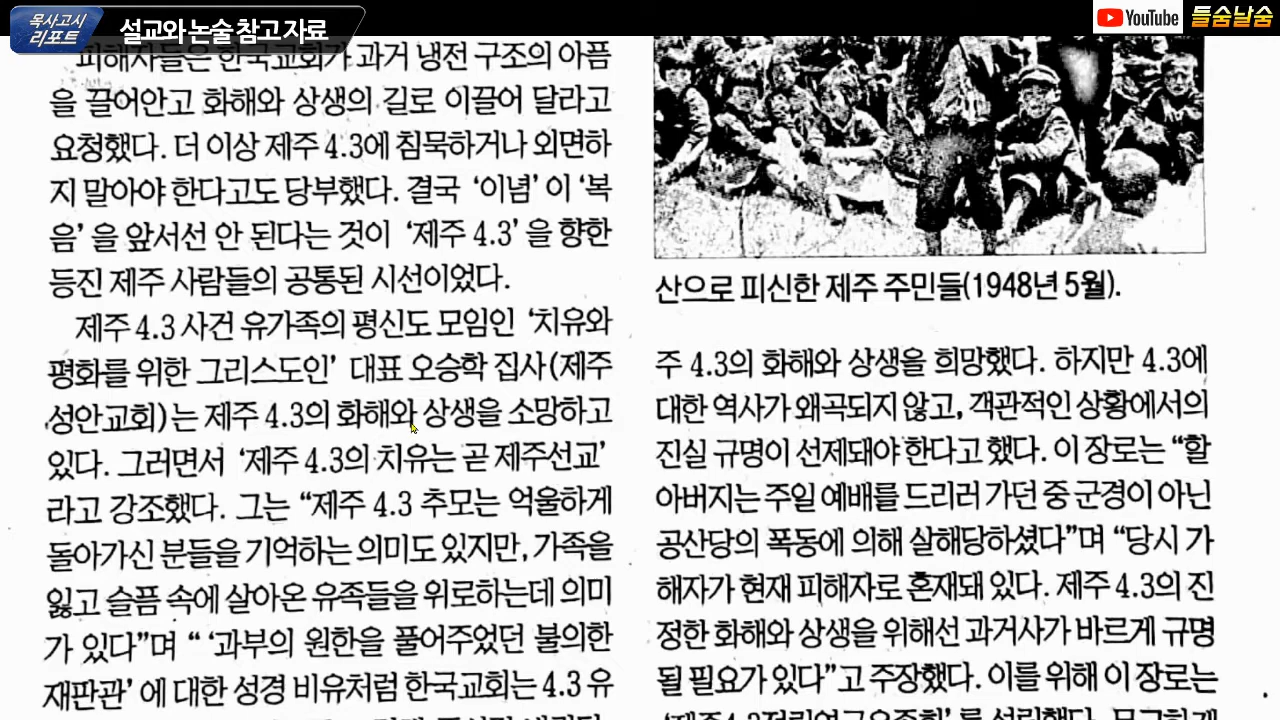 목사고시
리포트
설교와 논술 참고 자료
YouTube
들숨날숨
피해자들은 한국교회가 과거 냉전 구조의 아픔
을 끌어안고 화해와 상생의 길로 이끌어 달라고
요청했다. 더 이상 제주 4.3에 침묵하거나 외면하
지 말아야 한다고도 당부했다. 결국 ‘이념’이 ‘복
음’을 앞서선 안 된다는 것이 ‘제주 4.3’을 향한
등진 제주 사람들의 공통된 시선이었다.
제주 4.3 사건 유가족의 평신도 모임인 ‘치유와
평화를 위한 그리스도인’ 대표 오승학 집사(제주
성안교회)는 제주 4.3의 화해와 상생을 소망하고
있다. 그러면서 ‘제주 4.3의 치유는 곧 제주선교’
라고 강조했다. 그는 “제주 4.3 추모는 억울하게
돌아가신 분들을 기억하는 의미도 있지만, 가족을
잃고 슬픔 속에 살아온 유족들을 위로하는데 의미
가 있다”며 “ ‘과부의 원한을 풀어주었던 불의한
재판관’에 대한 성경 비유처럼 한국교회는 4.3 유
산으로 피신한 제주 주민들(1948년 5월).
주 4.3의 화해와 상생을 희망했다. 하지만 4.3에
대한 역사가 왜곡되지 않고, 객관적인 상황에서의
진실 규명이 선제돼야 한다고 했다. 이 장로는 “할
아버지는 주일 예배를 드리러 가던 중 군경이 아닌
공산당의 폭동에 의해 살해당하셨다”며 “당시 가
해자가 현재 피해자로 혼재돼 있다. 제주 4.3의 진
정한 화해와 상생을 위해선 과거사가 바르게 규명
될 필요가 있다”고 주장했다. 이를 위해 이 장로는